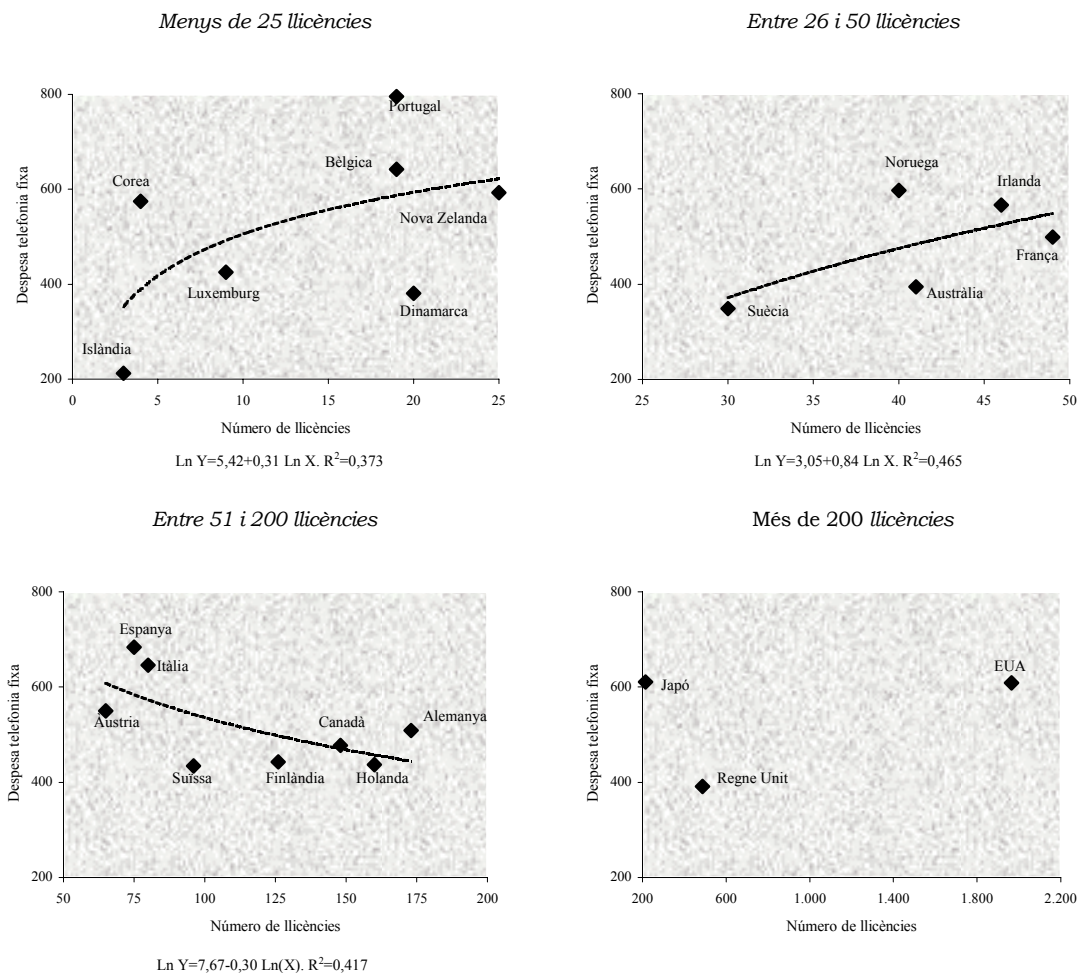 Menys de 25 llicències
800
600
400
200
Despesa telefonia fixa
Portugal
Bèlgica
Corea
Nova Zelanda
Luxemburg
Dinamarca
Islàndia
0 5 10 15 20 25
Número de llicències
Ln Y=5,42+0,31 Ln X. R²=0,373
Entre 26 i 50 llicències
800
600
400
200
Despesa telefonia fixa
Noruega
Irlanda
França
Austràlia
Suècia
25 30 35 40 45 50
Número de llicències
Ln Y=3,05+0,84 Ln X. R²=0,465
Entre 51 i 200 llicències
800
600
400
200
Despesa telefonia fixa
Espanya
Itàlia
Àustria
Canadà
Alemanya
Suïssa
Finlàndia
Holanda
50 75 100 125 150 175 200
Número de llicències
Ln Y=7,67-0,30 Ln(X). R²=0,417
Més de 200 llicències
800
600
400
200
Despesa telefonia fixa
EUA
Japó
Regne Unit
200 600 1.000 1.400 1.800 2.200
Número de llicències